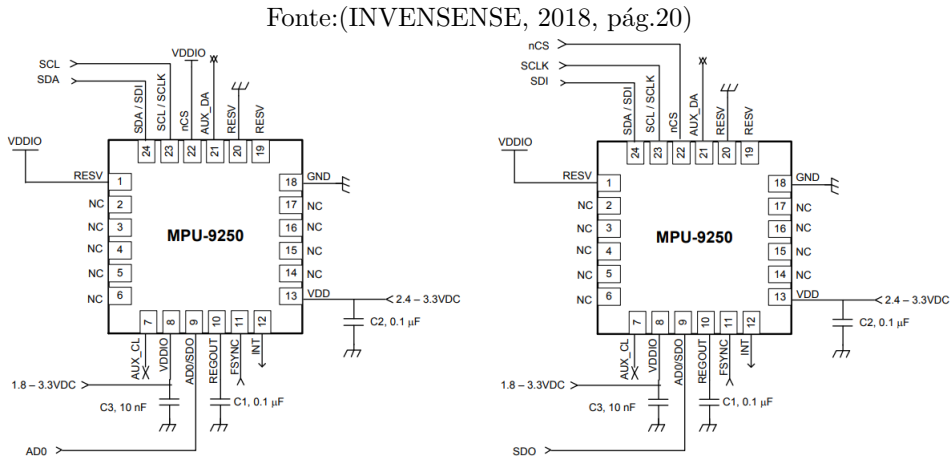 Fonte:(INVENSENSE, 2018, pág.20)
SCL
SDA
VDDIO
SDA / SDI
SCL / SCLK
nCS
AUX_DA
RESV
RESV
24
23
22
21
20
19
VDDIO
RESV
1
NC
2
NC
3
NC
4
NC
5
NC
6
MPU-9250
18
GND
17
NC
16
NC
15
NC
14
NC
13
VDD
2.4 – 3.3VDC
C2, 0.1 μF
7
8
9
10
11
12
AUX_CL
VDDIO
AD0/SDO
REGOUT
FSYNC
INT
1.8 – 3.3VDC
C3, 10 nF
C1, 0.1 μF
AD0
nCS
SCLK
SDI
SDA / SDI
SCL / SCLK
nCS
AUX_DA
RESV
RESV
24
23
22
21
20
19
VDDIO
RESV
1
NC
2
NC
3
NC
4
NC
5
NC
6
MPU-9250
18
GND
17
NC
16
NC
15
NC
14
NC
13
VDD
2.4 – 3.3VDC
C2, 0.1 μF
7
8
9
10
11
12
AUX_CL
VDDIO
AD0/SDO
REGOUT
FSYNC
INT
1.8 – 3.3VDC
C3, 10 nF
C1, 0.1 μF
SDO